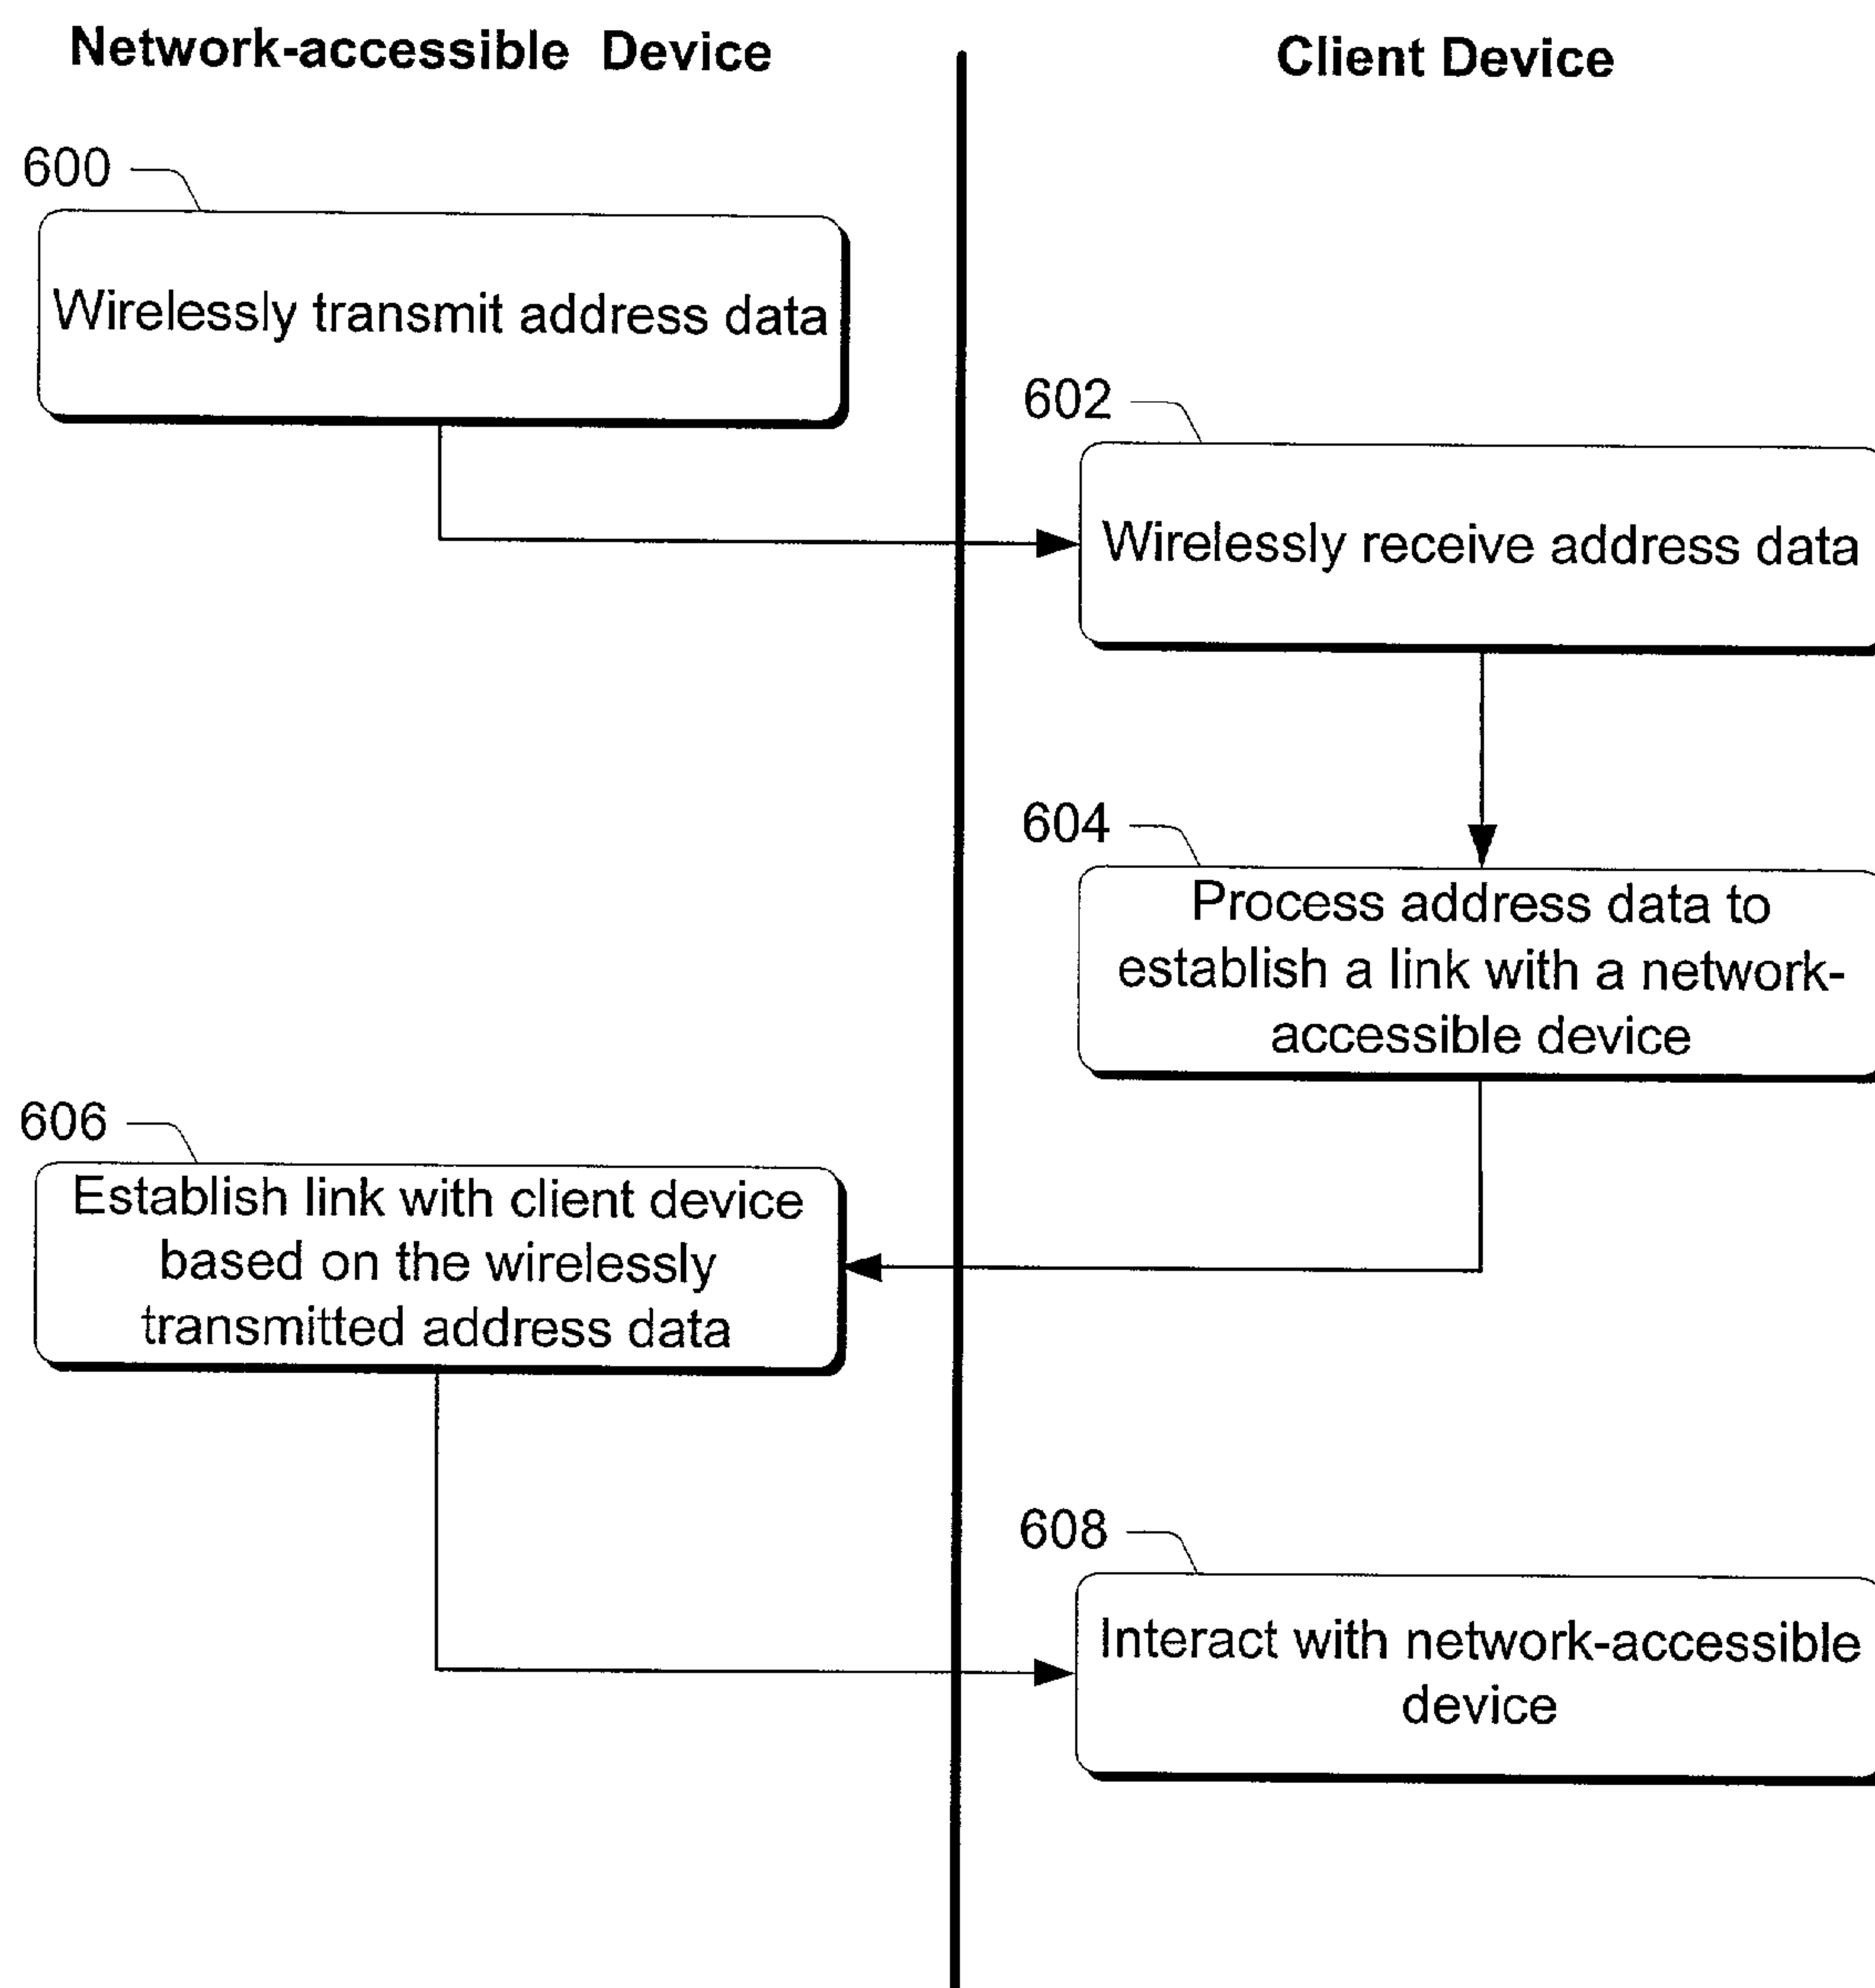 Network-accessible Device
Client Device
600
Wirelessly transmit address data
602
Wirelessly receive address data
604
Process address data to
establish a link with a network-
accessible device
606
Establish link with client device
based on the wirelessly
transmitted address data
608
Interact with network-accessible
device